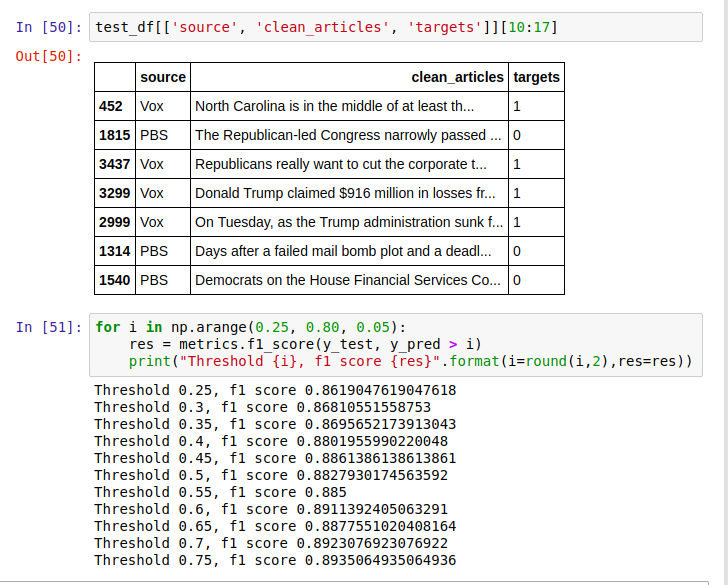 In [50]: test_df[['source', 'clean_articles', 'targets']][10:17]
Out[50]:
source clean_articles targets
452 Vox North Carolina is in the middle of at least th... 1
1815 PBS The Republican-led Congress narrowly passed ... 0
3437 Vox Republicans really want to cut the corporate t... 1
3299 Vox Donald Trump claimed $916 million in losses fr... 1
2999 Vox On Tuesday, as the Trump administration sunk f... 1
1314 PBS Days after a failed mail bomb plot and a deadl... 0
1540 PBS Democrats on the House Financial Services Co... 0
In [51]: for i in np.arange(0.25, 0.80, 0.05):
    res = metrics.f1_score(y_test, y_pred > i)
    print("Threshold {i}, f1 score {res}".format(i=round(i,2),res=res))
Threshold 0.25, f1 score 0.8619047619047618
Threshold 0.3, f1 score 0.86810551558753
Threshold 0.35, f1 score 0.8695652173913043
Threshold 0.4, f1 score 0.8801955990220048
Threshold 0.45, f1 score 0.8861386138613861
Threshold 0.5, f1 score 0.8827930174563592
Threshold 0.55, f1 score 0.885
Threshold 0.6, f1 score 0.8911392405063291
Threshold 0.65, f1 score 0.8877551020408164
Threshold 0.7, f1 score 0.8923076923076922
Threshold 0.75, f1 score 0.8935064935064936